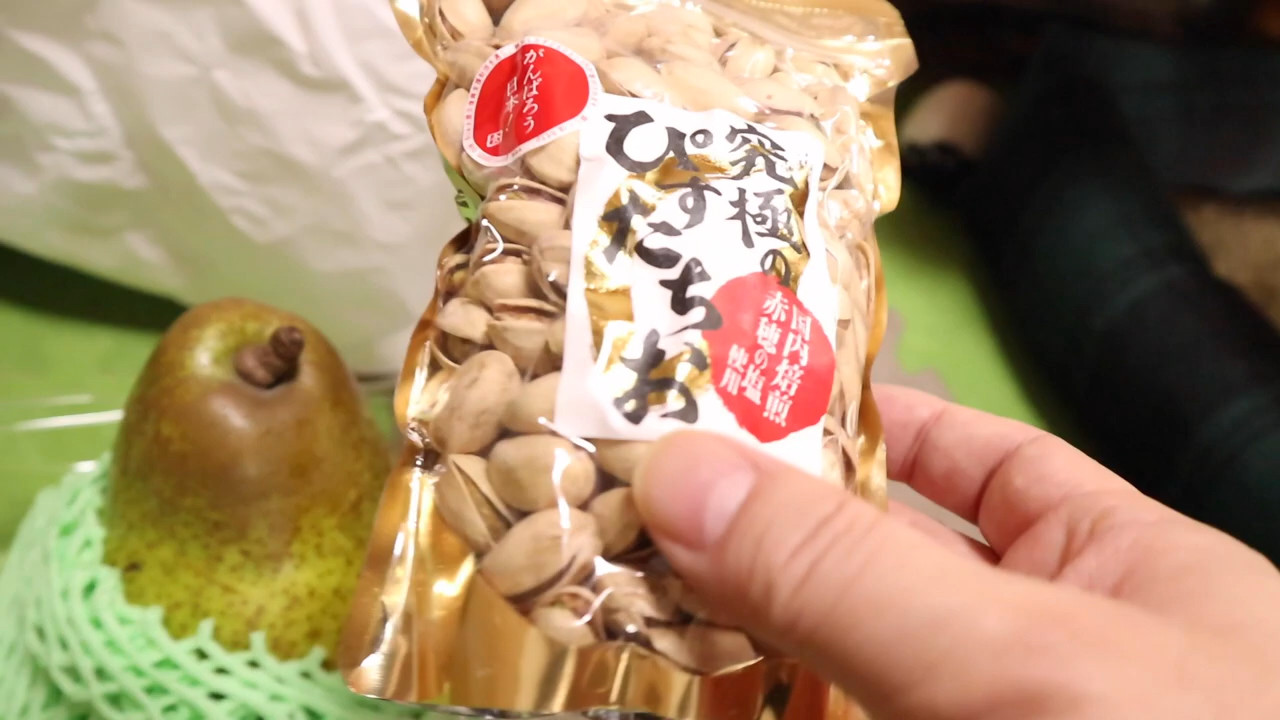 がんばろう
日本!
究極の
ぴすたちお
国内焙煎
赤穂の塩
使用